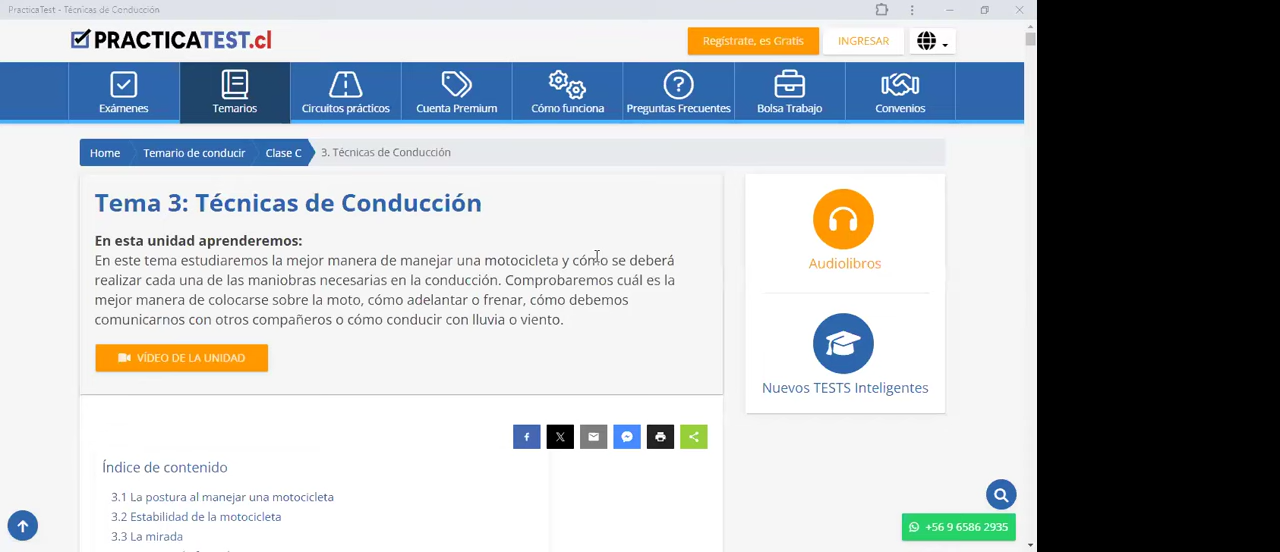 PracticaTest - Técnicas de Conducción
PRACTICATEST.cl
Regístrate, es Gratis
INGRESAR
Exámenes
Temarios
Circuitos prácticos
Cuenta Premium
Cómo funciona
Preguntas Frecuentes
Bolsa Trabajo
Convenios
Home
Temario de conducir
Clase C
3. Técnicas de Conducción
Tema 3: Técnicas de Conducción
En esta unidad aprenderemos:
En este tema estudiaremos la mejor manera de manejar una motocicleta y cómo se deberá
realizar cada una de las maniobras necesarias en la conducción. Comprobaremos cuál es la
mejor manera de colocarse sobre la moto, cómo adelantar o frenar, cómo debemos
comunicarnos con otros compañeros o cómo conducir con lluvia o viento.
VÍDEO DE LA UNIDAD
Audiolibros
Nuevos TESTS Inteligentes
Índice de contenido
3.1 La postura al manejar una motocicleta
3.2 Estabilidad de la motocicleta
3.3 La mirada
+56 9 6586 2935